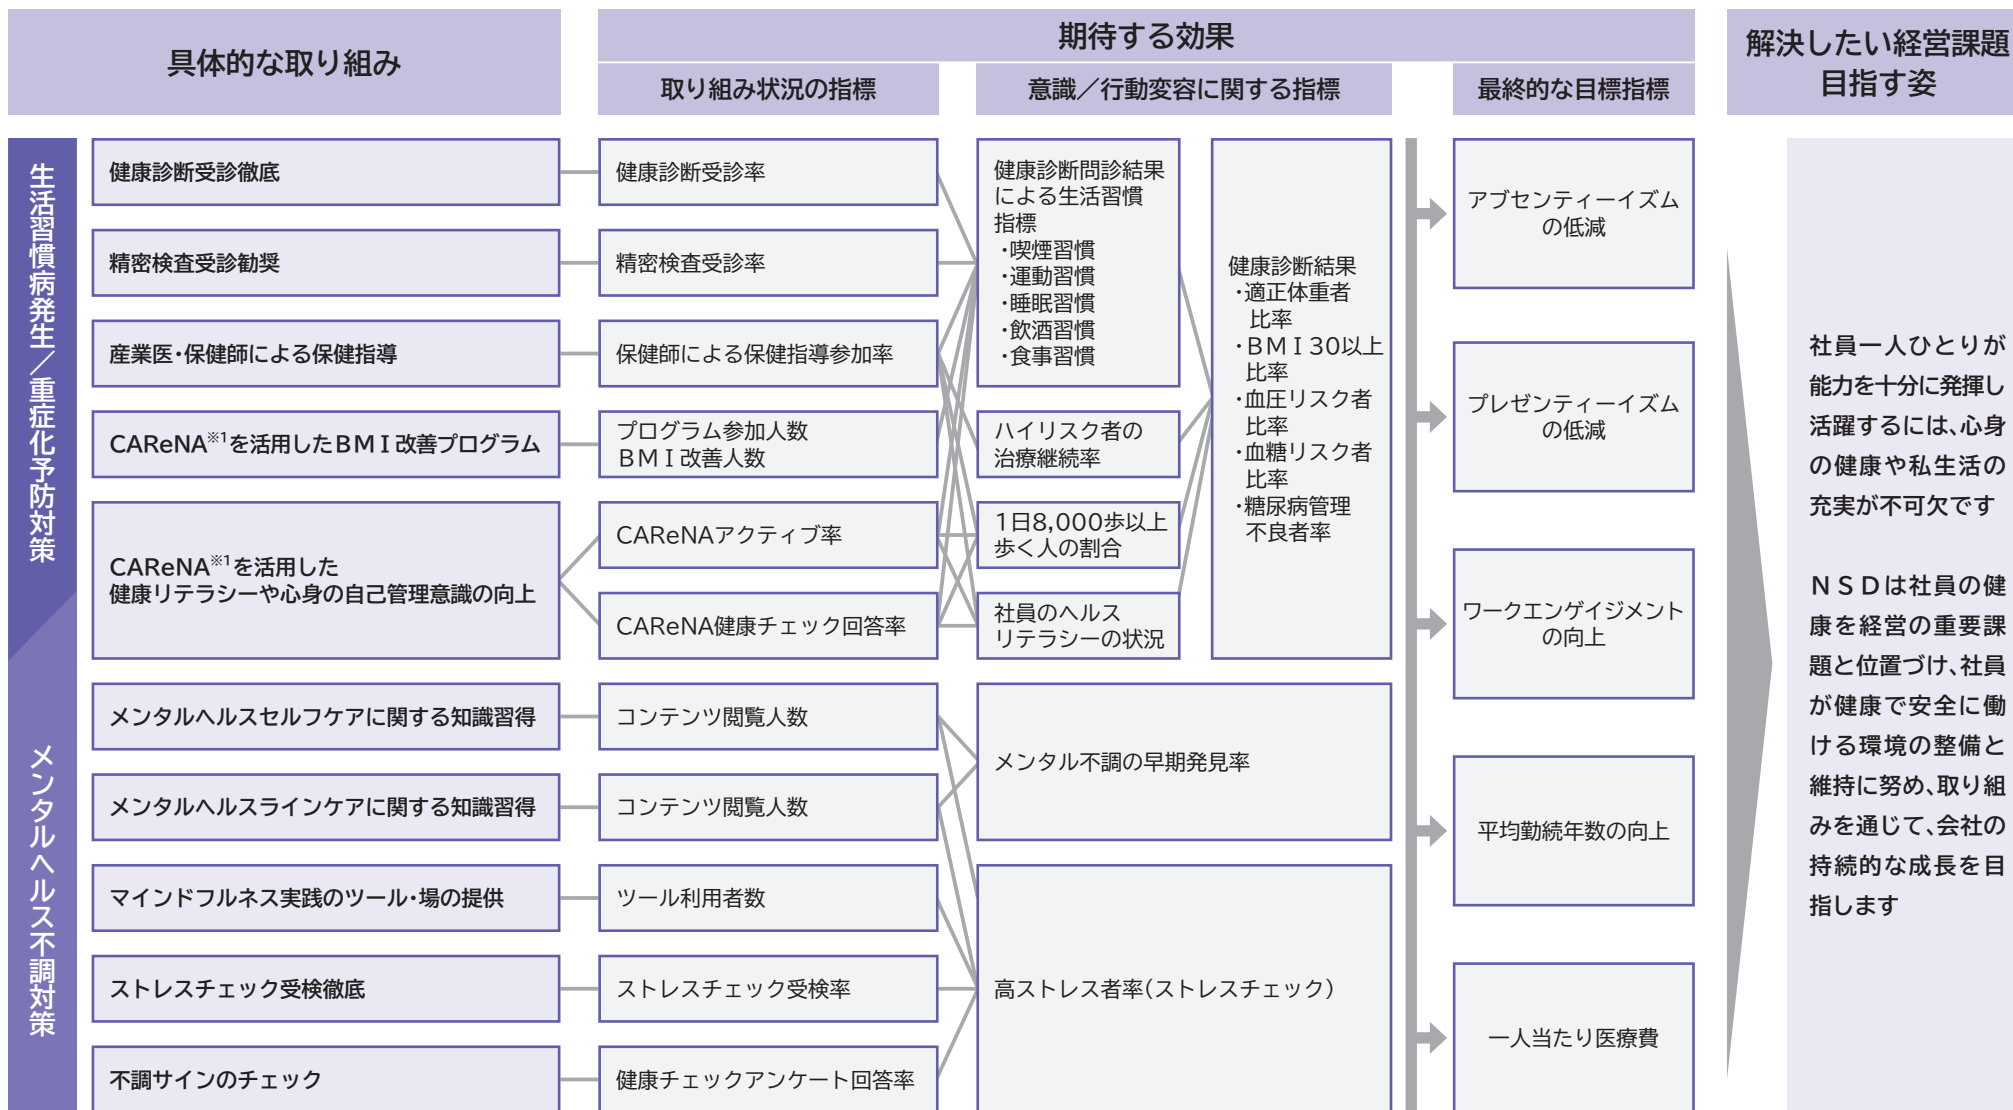 具体的な取り組み
期待する効果
取り組み状況の指標
意識／行動変容に関する指標
最終的な目標指標
解決したい経営課題
目指す姿
生活習慣病発生／重症化予防対策
健康診断受診徹底
精密検査受診勧奨
産業医・保健師による保健指導
CAReNA※1を活用したBMI改善プログラム
CAReNA※1を活用した
健康リテラシーや心身の自己管理意識の向上
健康診断受診率
精密検査受診率
保健師による保健指導参加率
プログラム参加人数
BMI改善人数
CAReNAアクティブ率
CAReNA健康チェック回答率
健康診断問診結果
による生活習慣
指標
・喫煙習慣
・運動習慣
・睡眠習慣
・飲酒習慣
・食事習慣
ハイリスク者の
治療継続率
1日8,000歩以上
歩く人の割合
社員のヘルス
リテラシーの状況
健康診断結果
・適正体重者
比率
・BMI30以上
比率
・血圧リスク者
比率
・血糖リスク者
比率
・糖尿病管理
不良者率
メンタルヘルス不調対策
メンタルヘルスセルフケアに関する知識習得
メンタルヘルスラインケアに関する知識習得
マインドフルネス実践のツール・場の提供
ストレスチェック受検徹底
不調サインのチェック
コンテンツ閲覧人数
コンテンツ閲覧人数
ツール利用者数
ストレスチェック受検率
健康チェックアンケート回答率
メンタル不調の早期発見率
高ストレス者率（ストレスチェック）
アブセンティーイズム
の低減
プレゼンティーイズム
の低減
ワークエンゲイジメント
の向上
平均勤続年数の向上
一人当たり医療費
社員一人ひとりが
能力を十分に発揮し
活躍するには、心身
の健康や私生活の
充実が不可欠です
NSDは社員の健
康を経営の重要課
題と位置づけ、社員
が健康で安全に働
ける環境の整備と
維持に努め、取り組
みを通じて、会社の
持続的な成長を目
指します